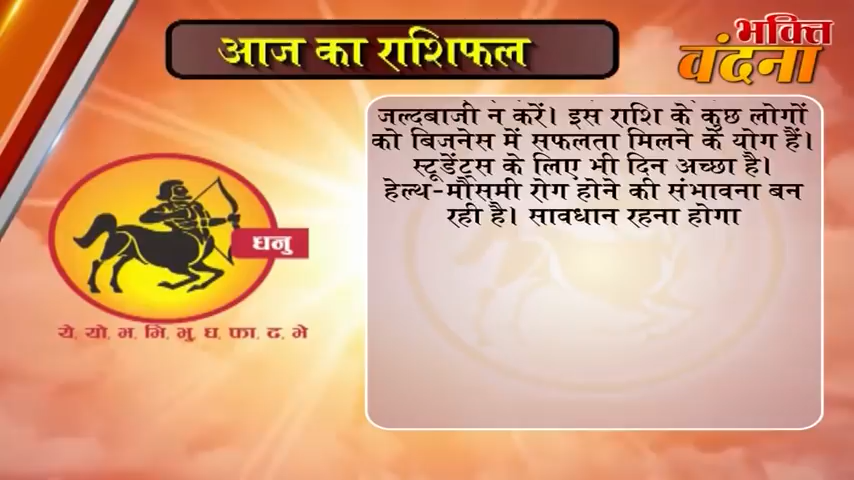 आज का राशिफल
भक्ति
वंदना
जल्दबाजी न करें। इस राशि के कुछ लोगों
को बिजनेस में सफलता मिलने के योग हैं।
स्टूडेंट्स के लिए भी दिन अच्छा है।
हेल्थ-मौसमी रोग होने की संभावना बन
रही है। सावधान रहना होगा
धनु
ये, यो, भ, भि, भु, ध, फा, ढ, भे